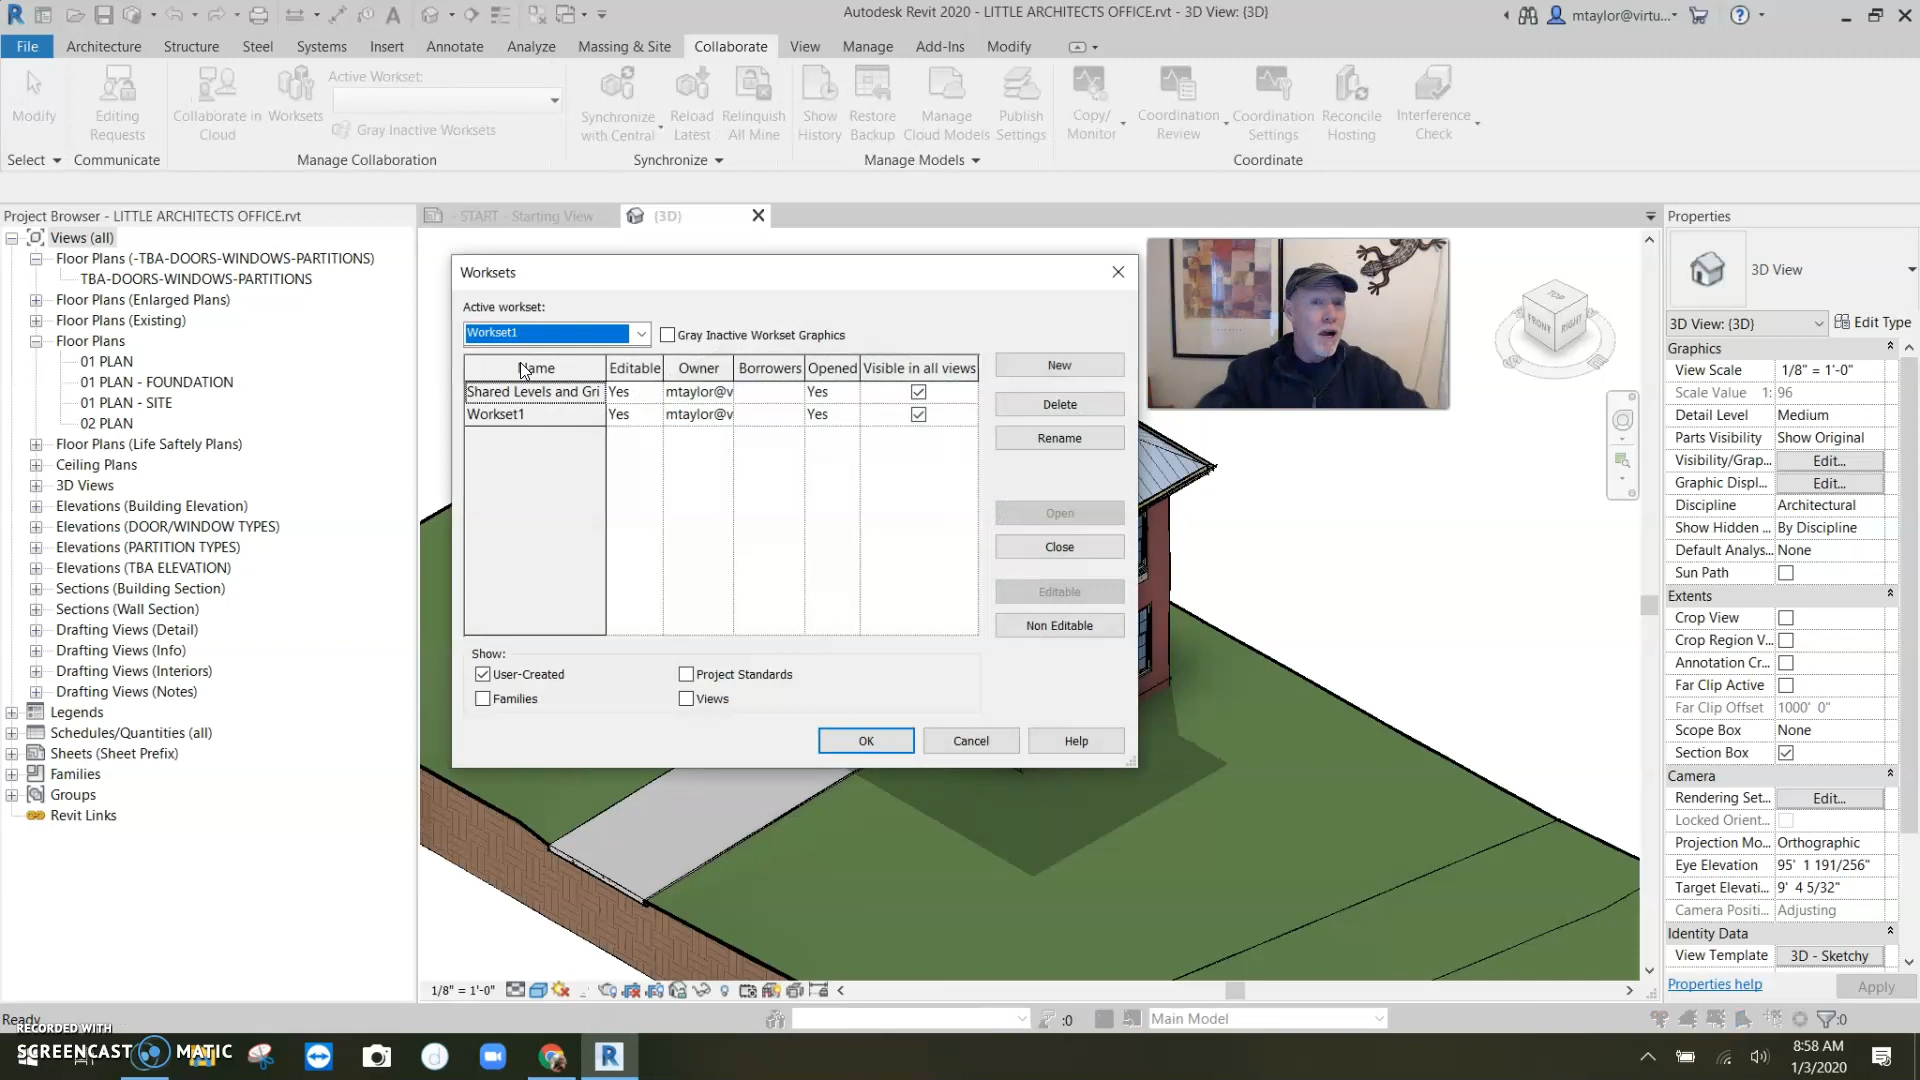 Autodesk Revit 2020 - LITTLE ARCHITECTS OFFICE.rvt - 3D View: {3D}
mtaylor@virtu...
File Architecture Structure Steel Systems Insert Annotate Analyze Massing & Site Collaborate View Manage Add-Ins Modify
Modify
Editing Requests
Collaborate in Cloud
Worksets
Active Workset:
Gray Inactive Worksets
Synchronize with Central
Reload Latest
Relinquish All Mine
Show History
Restore Backup
Manage Cloud Models
Publish Settings
Copy/ Monitor
Coordination Review
Coordination Settings
Reconcile Hosting
Interference Check
Select Communicate Manage Collaboration Synchronize Manage Models Coordinate
Project Browser - LITTLE ARCHITECTS OFFICE.rvt
Views (all)
Floor Plans (-TBA-DOORS-WINDOWS-PARTITIONS)
TBA-DOORS-WINDOWS-PARTITIONS
Floor Plans (Enlarged Plans)
Floor Plans (Existing)
Floor Plans
01 PLAN
01 PLAN - FOUNDATION
01 PLAN - SITE
02 PLAN
Floor Plans (Life Saftely Plans)
Ceiling Plans
3D Views
Elevations (Building Elevation)
Elevations (DOOR/WINDOW TYPES)
Elevations (PARTITION TYPES)
Elevations (TBA ELEVATION)
Sections (Building Section)
Sections (Wall Section)
Drafting Views (Detail)
Drafting Views (Info)
Drafting Views (Interiors)
Drafting Views (Notes)
Legends
Schedules/Quantities (all)
Sheets (Sheet Prefix)
Families
Groups
Revit Links
- START - Starting View
{3D}
Worksets
Active workset:
Workset1
Gray Inactive Workset Graphics
Name Editable Owner Borrowers Opened Visible in all views
Shared Levels and Gri Yes mtaylor@v Yes
Workset1 Yes mtaylor@v Yes
New
Delete
Rename
Open
Close
Editable
Non Editable
Show:
User-Created Project Standards
Families Views
OK Cancel Help
TOP
FRONT RIGHT
Properties
3D View
3D View: {3D} Edit Type
Graphics
View Scale 1/8" = 1'-0"
Scale Value 1: 96
Detail Level Medium
Parts Visibility Show Original
Visibility/Grap... Edit...
Graphic Displ... Edit...
Discipline Architectural
Show Hidden ... By Discipline
Default Analys... None
Sun Path
Extents
Crop View
Crop Region V...
Annotation Cr...
Far Clip Active
Far Clip Offset 1000' 0"
Scope Box None
Section Box
Camera
Rendering Set... Edit...
Locked Orient...
Projection Mo... Orthographic
Eye Elevation 95' 1 191/256"
Target Elevati... 9' 4 5/32"
Camera Positi... Adjusting
Identity Data
View Template 3D - Sketchy
Properties help Apply
1/8" = 1'-0"
Ready
:0
Main Model
:0
RECORDED WITH
SCREENCAST MATIC
8:58 AM
1/3/2020